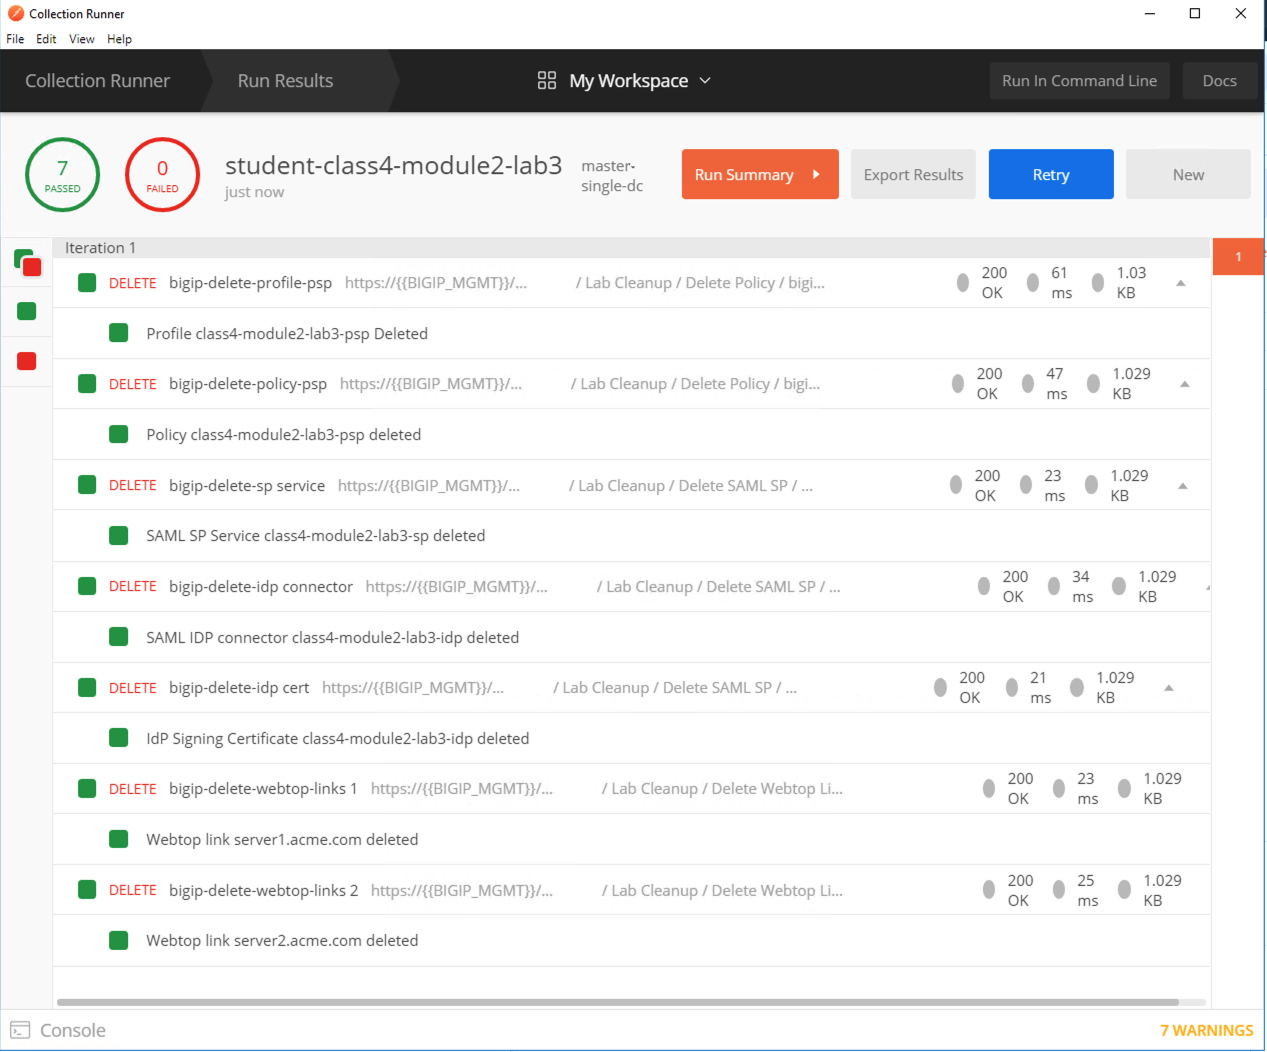 Collection Runner
File Edit View Help
Collection Runner Run Results My Workspace Run In Command Line Docs
7 PASSED
0 FAILED
student-class4-module2-lab3
just now
master-
single-dc
Run Summary Export Results Retry New
Iteration 1
1
DELETE bigip-delete-profile-psp https://{{BIGIP_MGMT}}/... / Lab Cleanup / Delete Policy / bigi... 200 OK 61 ms 1.03 KB
Profile class4-module2-lab3-psp Deleted
DELETE bigip-delete-policy-psp https://{{BIGIP_MGMT}}/... / Lab Cleanup / Delete Policy / bigi... 200 OK 47 ms 1.029 KB
Policy class4-module2-lab3-psp deleted
DELETE bigip-delete-sp service https://{{BIGIP_MGMT}}/... / Lab Cleanup / Delete SAML SP / ... 200 OK 23 ms 1.029 KB
SAML SP Service class4-module2-lab3-sp deleted
DELETE bigip-delete-idp connector https://{{BIGIP_MGMT}}/... / Lab Cleanup / Delete SAML SP / ... 200 OK 34 ms 1.029 KB
SAML IDP connector class4-module2-lab3-idp deleted
DELETE bigip-delete-idp cert https://{{BIGIP_MGMT}}/... / Lab Cleanup / Delete SAML SP / ... 200 OK 21 ms 1.029 KB
IdP Signing Certificate class4-module2-lab3-idp deleted
DELETE bigip-delete-webtop-links 1 https://{{BIGIP_MGMT}}/... / Lab Cleanup / Delete Webtop Li... 200 OK 23 ms 1.029 KB
Webtop link server1.acme.com deleted
DELETE bigip-delete-webtop-links 2 https://{{BIGIP_MGMT}}/... / Lab Cleanup / Delete Webtop Li... 200 OK 25 ms 1.029 KB
Webtop link server2.acme.com deleted
Console 7 WARNINGS